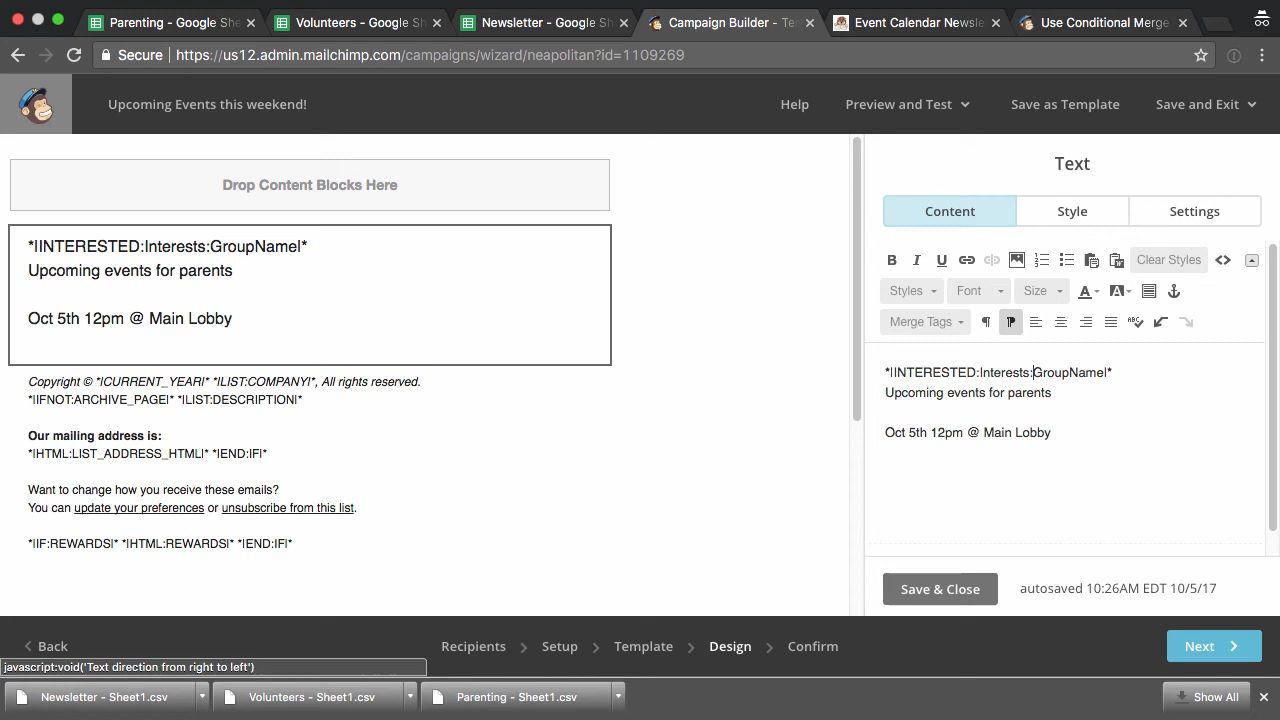 Parenting - Google She
Volunteers - Google Sh
Newsletter - Google Sh
Campaign Builder - T
Event Calendar Newsle
Use Conditional Merge
Secure
https://us12.admin.mailchimp.com/campaigns/wizard/neapolitan?id=1109269
Upcoming Events this weekend!
Help
Preview and Test
Save as Template
Save and Exit
Drop Content Blocks Here
*|INTERESTED:Interests:GroupName|*
Upcoming events for parents
Oct 5th 12pm @ Main Lobby
Copyright © *|CURRENT_YEAR|* *|LIST:COMPANY|*, All rights reserved.
*|IFNOT:ARCHIVE_PAGE|* *|LIST:DESCRIPTION|*
Our mailing address is:
*|HTML:LIST_ADDRESS_HTML|* *|END:IF|*
Want to change how you receive these emails?
You can update your preferences or unsubscribe from this list.
*|IF:REWARDS|* *|HTML:REWARDS|* *|END:IF|*
Text
Content
Style
Settings
B I U
Clear Styles
Styles
Font
Size
A
A
Merge Tags
ABC
*|INTERESTED:Interests:GroupName|*
Upcoming events for parents
Oct 5th 12pm @ Main Lobby
Save & Close
autosaved 10:26AM EDT 10/5/17
Back
Recipients
Setup
Template
Design
Confirm
Next
javascript:void('Text direction from right to left')
Newsletter - Sheet1.csv
Volunteers - Sheet1.csv
Parenting - Sheet1.csv
Show All